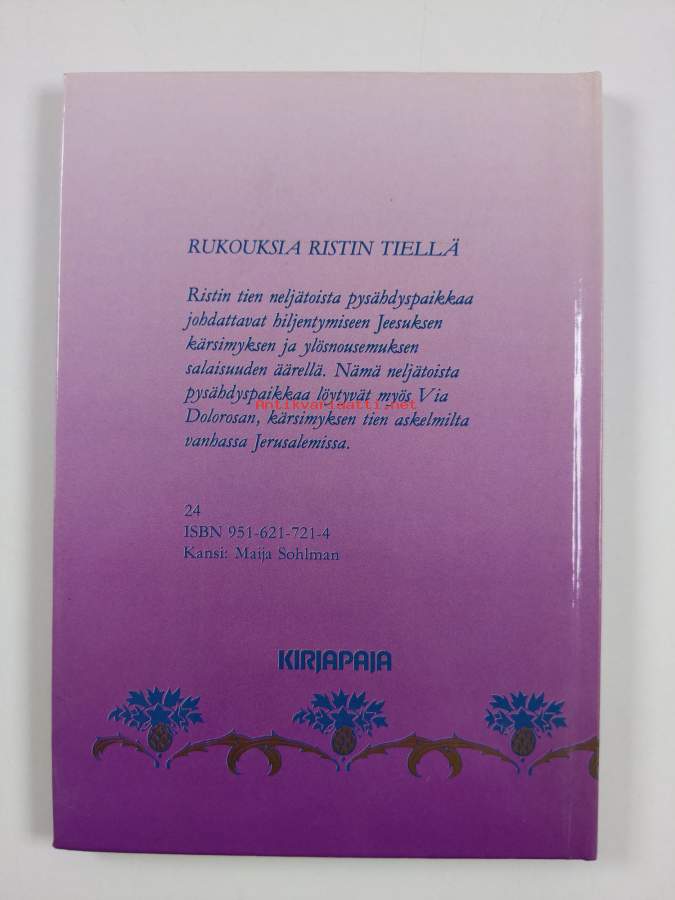 RUKOUKSIA RISTIN TIELLÄ
Ristin tien neljätoista pysähdyspaikkaa
johdattavat hiljentymiseen Jeesuksen
kärsimyksen ja ylösnousemuksen
salaisuuden äärellä. Nämä neljätoista
pysähdyspaikkaa löytyvät myös Via
Antikvariaatti.net
Dolorosan, kärsimyksen tien askelmilta
vanhassa Jerusalemissa.
24
ISBN 951-621-721-4
Kansi: Maija Sohlman
KIRJAPAJA